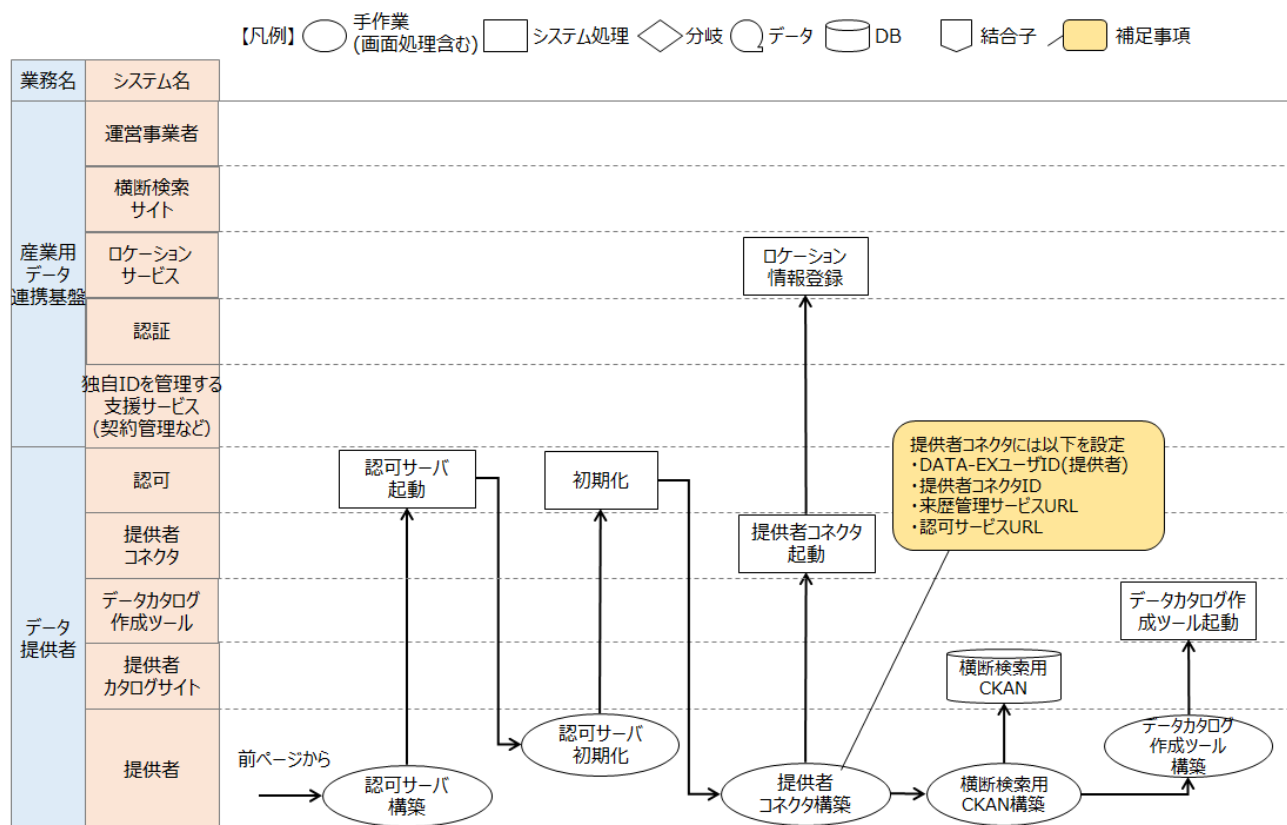 【凡例】
手作業
(画面処理含む)
システム処理
分岐
データ
DB
結合子
補足事項
業務名
システム名
産業用
データ
連携基盤
運営事業者
横断検索
サイト
ロケーション
サービス
認証
独自IDを管理する
支援サービス
(契約管理など)
データ
提供者
認可
提供者
コネクタ
データカタログ
作成ツール
提供者
カタログサイト
提供者
ロケーション
情報登録
提供者コネクタには以下を設定
・DATA-EXユーザID(提供者)
・提供者コネクタID
・来歴管理サービスURL
・認可サービスURL
認可サーバ
起動
初期化
提供者コネクタ
起動
データカタログ作
成ツール起動
横断検索用
CKAN
前ページから
認可サーバ
構築
認可サーバ
初期化
提供者
コネクタ構築
横断検索用
CKAN構築
データカタログ
作成ツール
構築